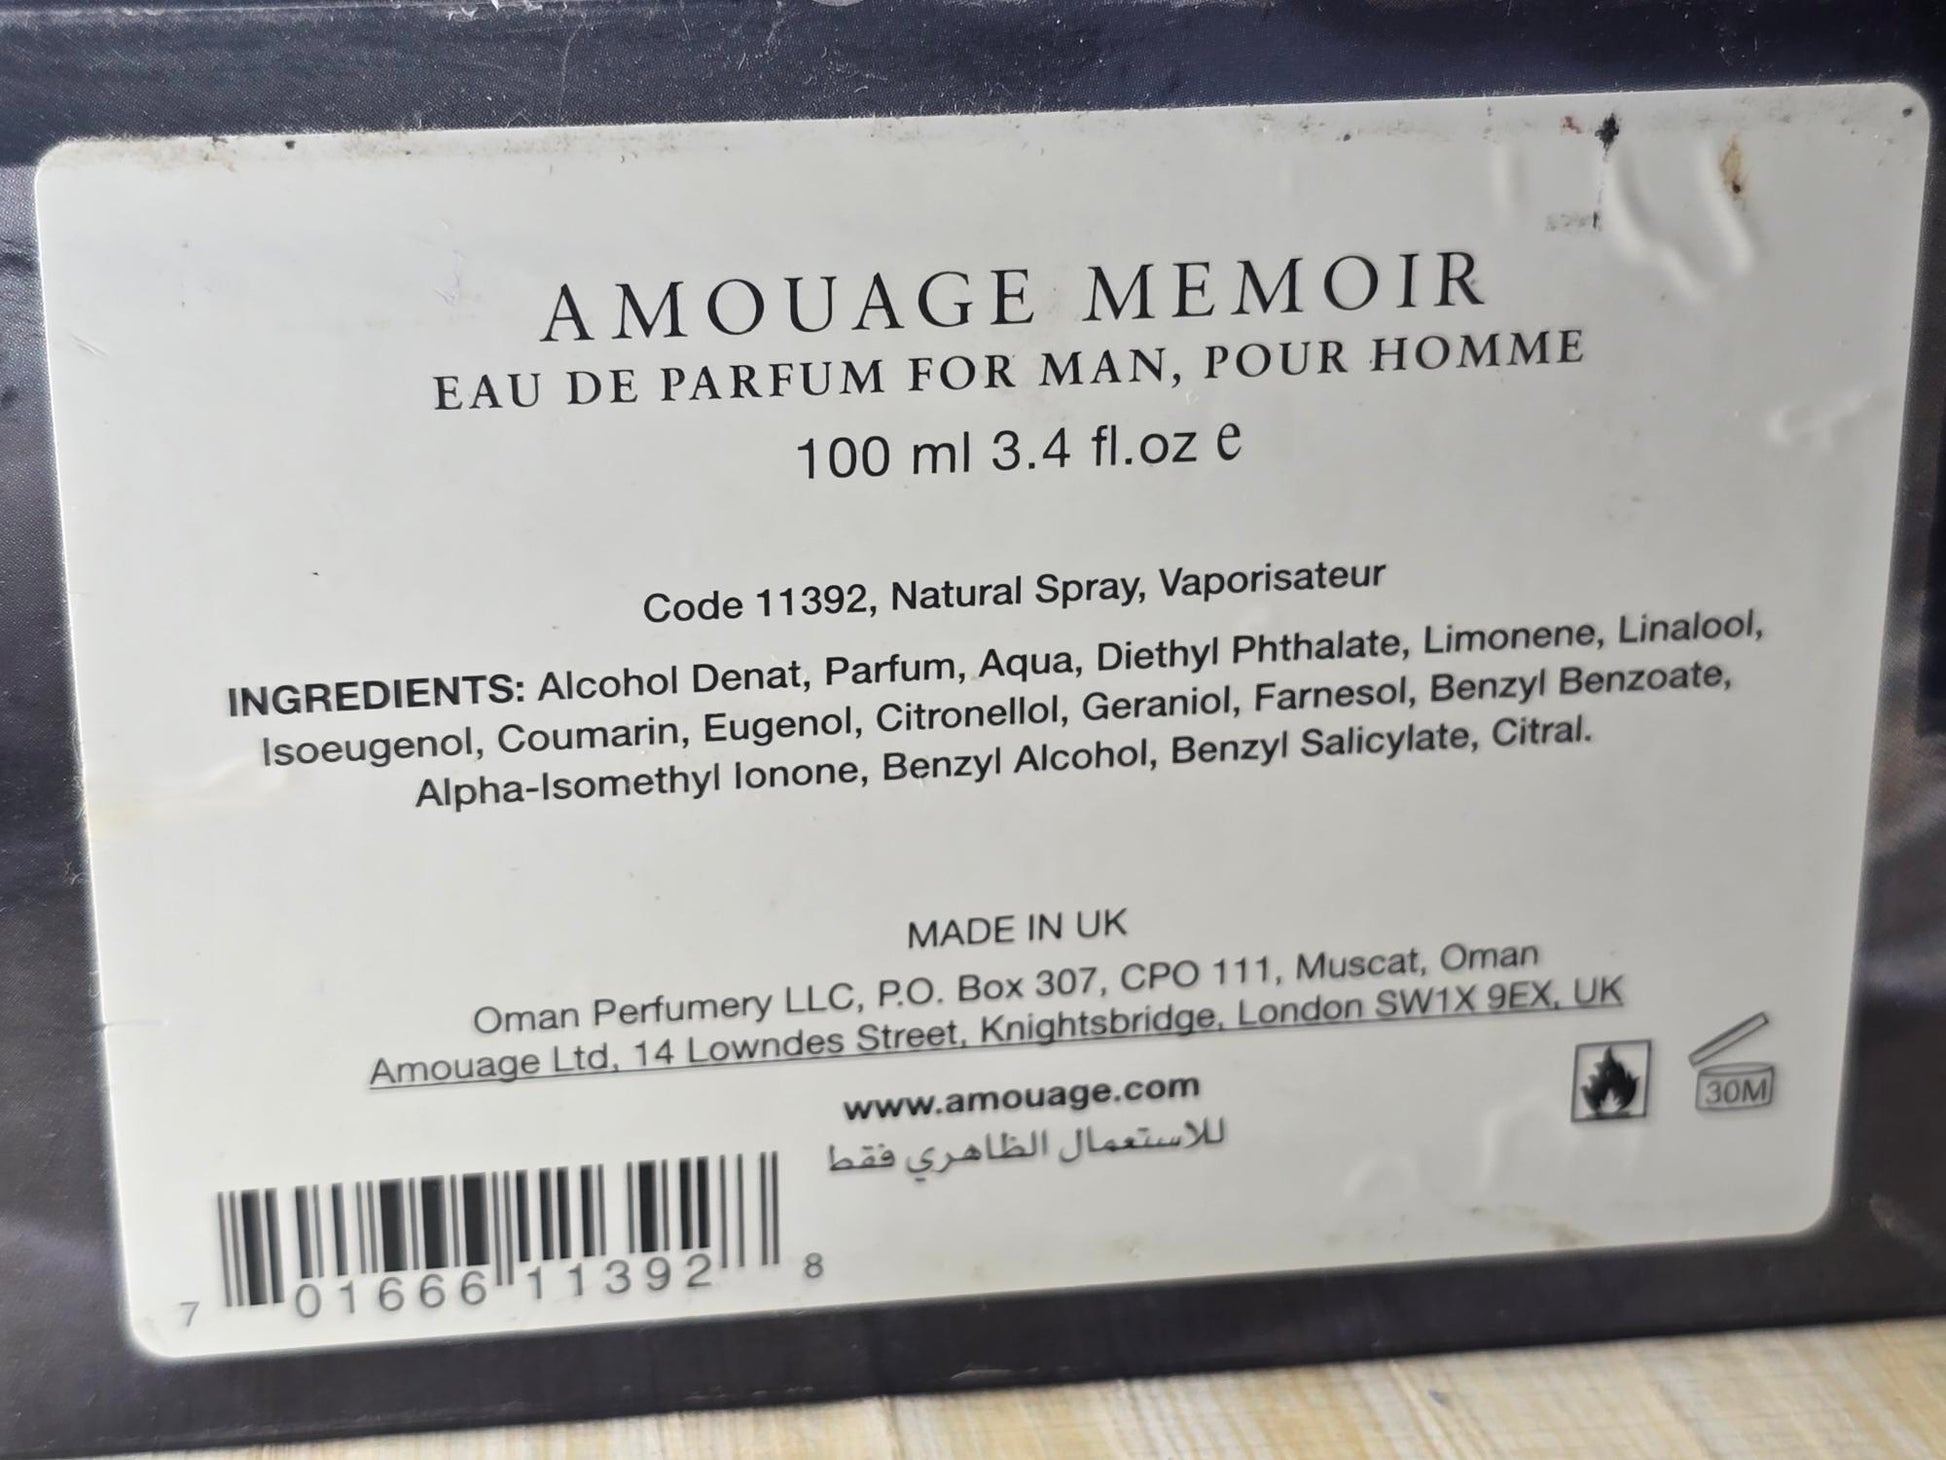 AMOUAGE MEMOIR
EAU DE PARFUM FOR MAN, POUR HOMME
100 ml 3.4 fl.oz e
Code 11392, Natural Spray, Vaporisateur
INGREDIENTS: Alcohol Denat, Parfum, Aqua, Diethyl Phthalate, Limonene, Linalool,
Isoeugenol, Coumarin, Eugenol, Citronellol, Geraniol, Farnesol, Benzyl Benzoate,
Alpha-Isomethyl Ionone, Benzyl Alcohol, Benzyl Salicylate, Citral.
MADE IN UK
Oman Perfumery LLC, P.O. Box 307, CPO 111, Muscat, Oman
Amouage Ltd, 14 Lowndes Street, Knightsbridge, London SW1X 9EX, UK
www.amouage.com
للاستعمال الظاهري فقط
30M
7 01666 11392 8